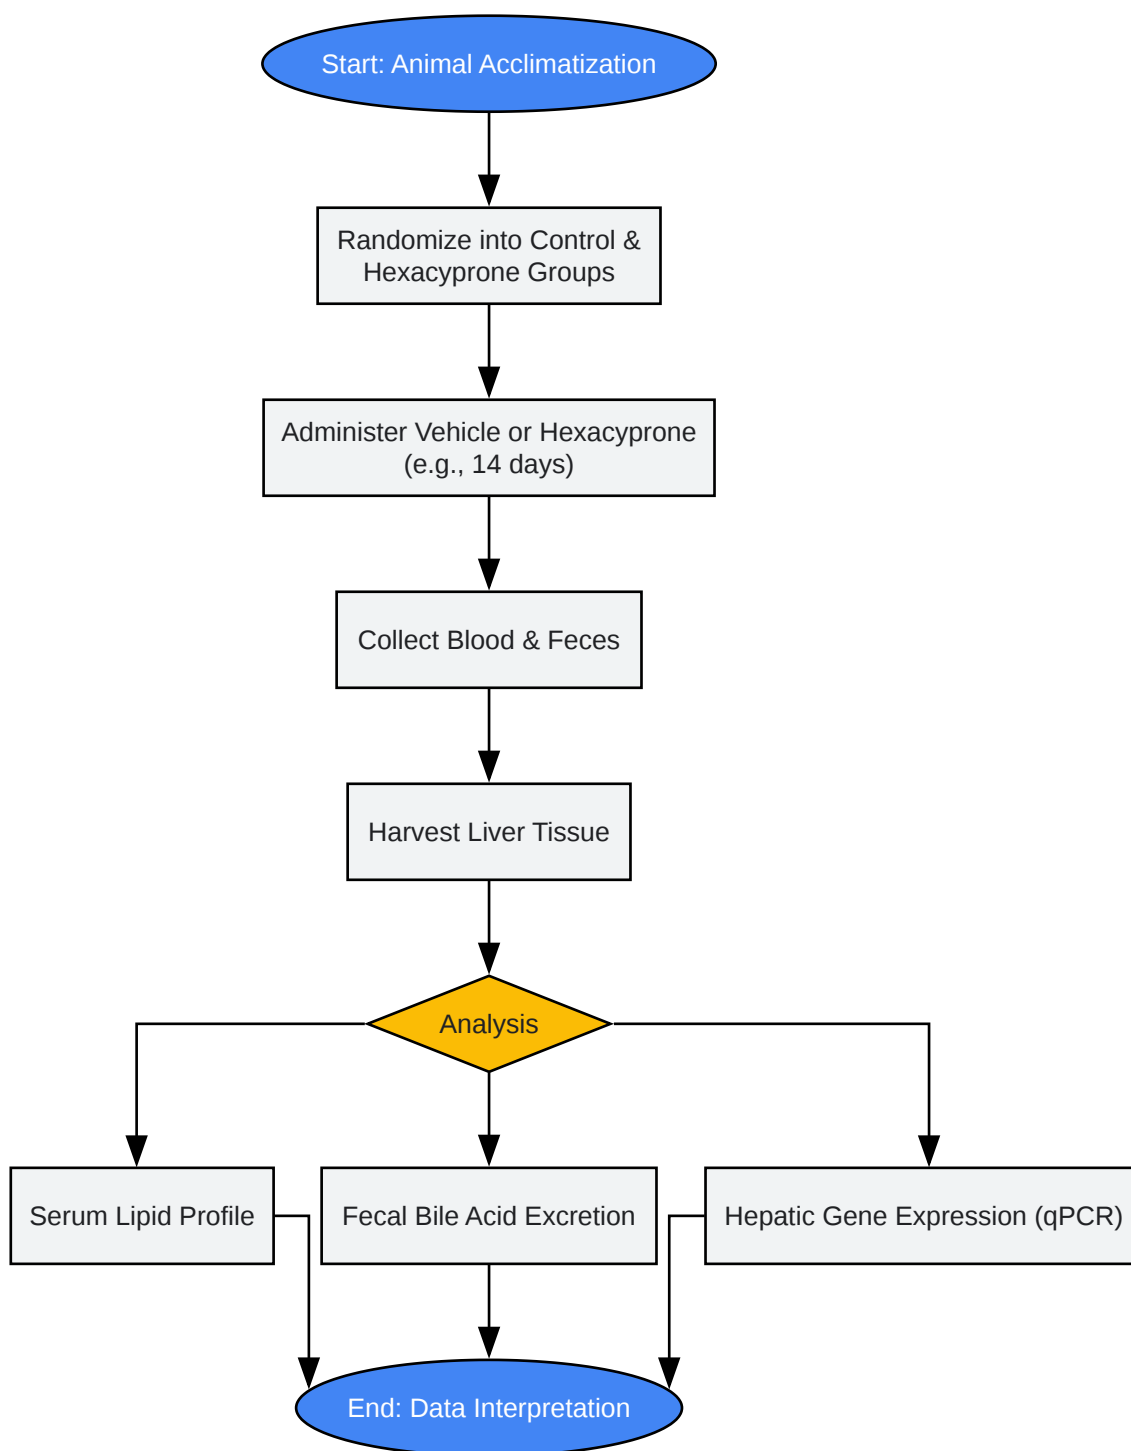 Start: Animal Acclimatization
Randomize into Control &
Hexacyprone Groups
Administer Vehicle or Hexacyprone
(e.g., 14 days)
Collect Blood & Feces
Harvest Liver Tissue
Analysis
Serum Lipid Profile
Fecal Bile Acid Excretion
Hepatic Gene Expression (qPCR)
End: Data Interpretation